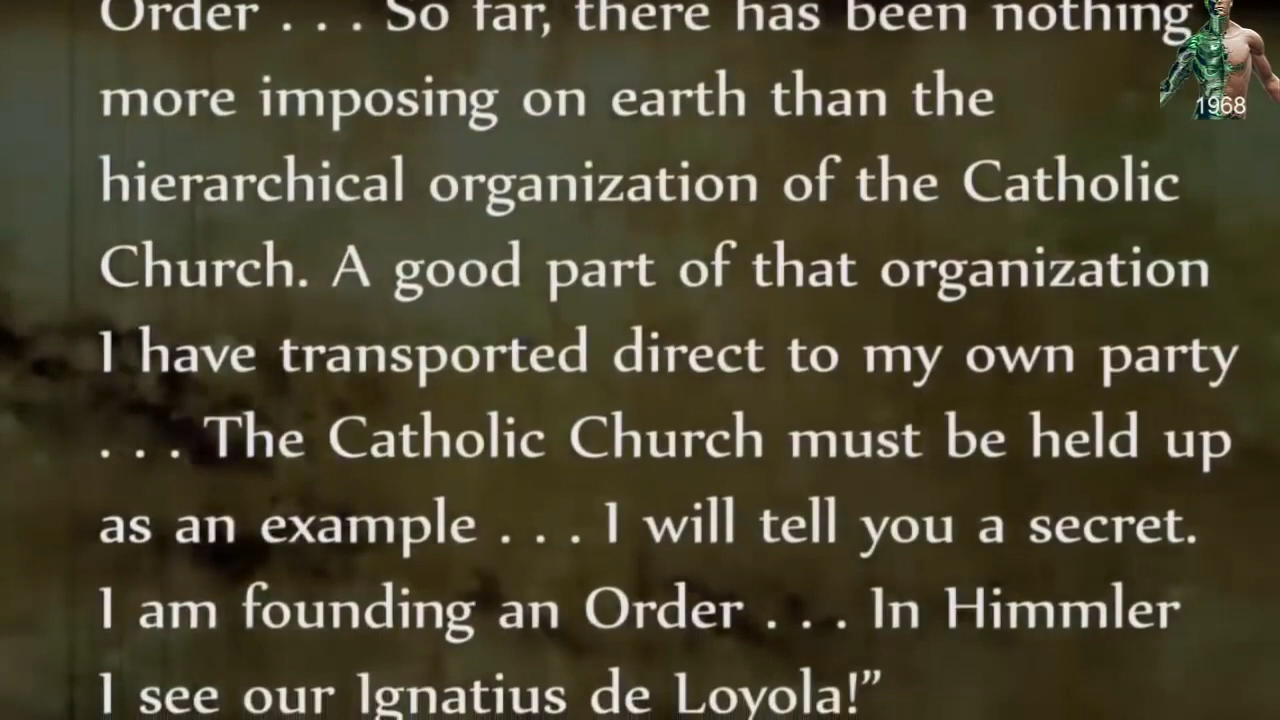 Order . . . So far, there has been nothing
more imposing on earth than the
hierarchical organization of the Catholic
Church. A good part of that organization
I have transported direct to my own party
. . . The Catholic Church must be held up
as an example . . . I will tell you a secret.
I am founding an Order . . . In Himmler
I see our Ignatius de Loyola!”
1968